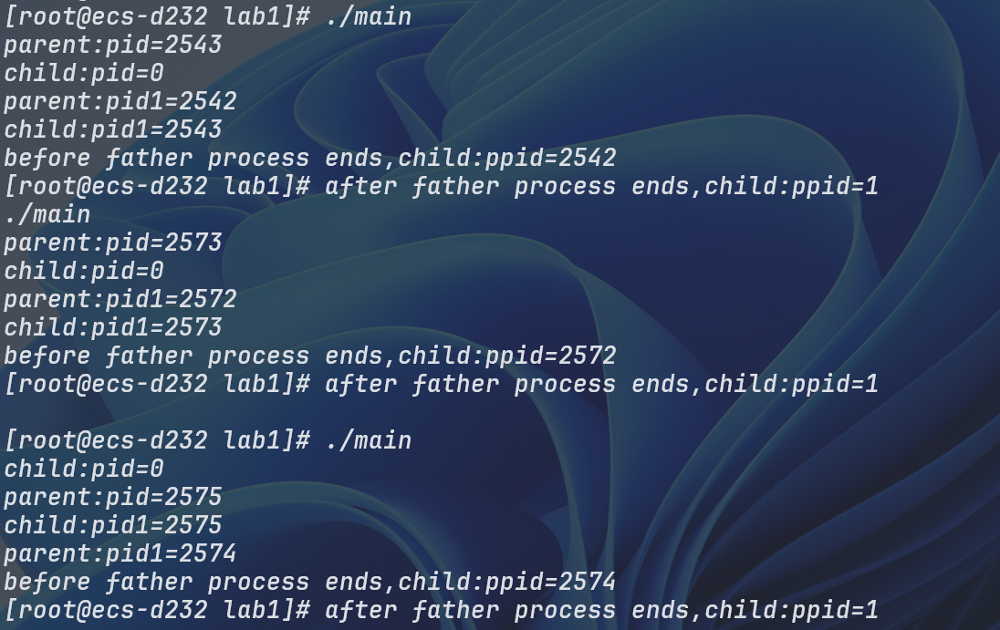 [root@ecs-d232 lab1]# ./main
parent:pid=2543
child:pid=0
parent:pid1=2542
child:pid1=2543
before father process ends,child:ppid=2542
[root@ecs-d232 lab1]# after father process ends,child:ppid=1
./main
parent:pid=2573
child:pid=0
parent:pid1=2572
child:pid1=2573
before father process ends,child:ppid=2572
[root@ecs-d232 lab1]# after father process ends,child:ppid=1
[root@ecs-d232 lab1]# ./main
child:pid=0
parent:pid=2575
child:pid1=2575
parent:pid1=2574
before father process ends,child:ppid=2574
[root@ecs-d232 lab1]# after father process ends,child:ppid=1